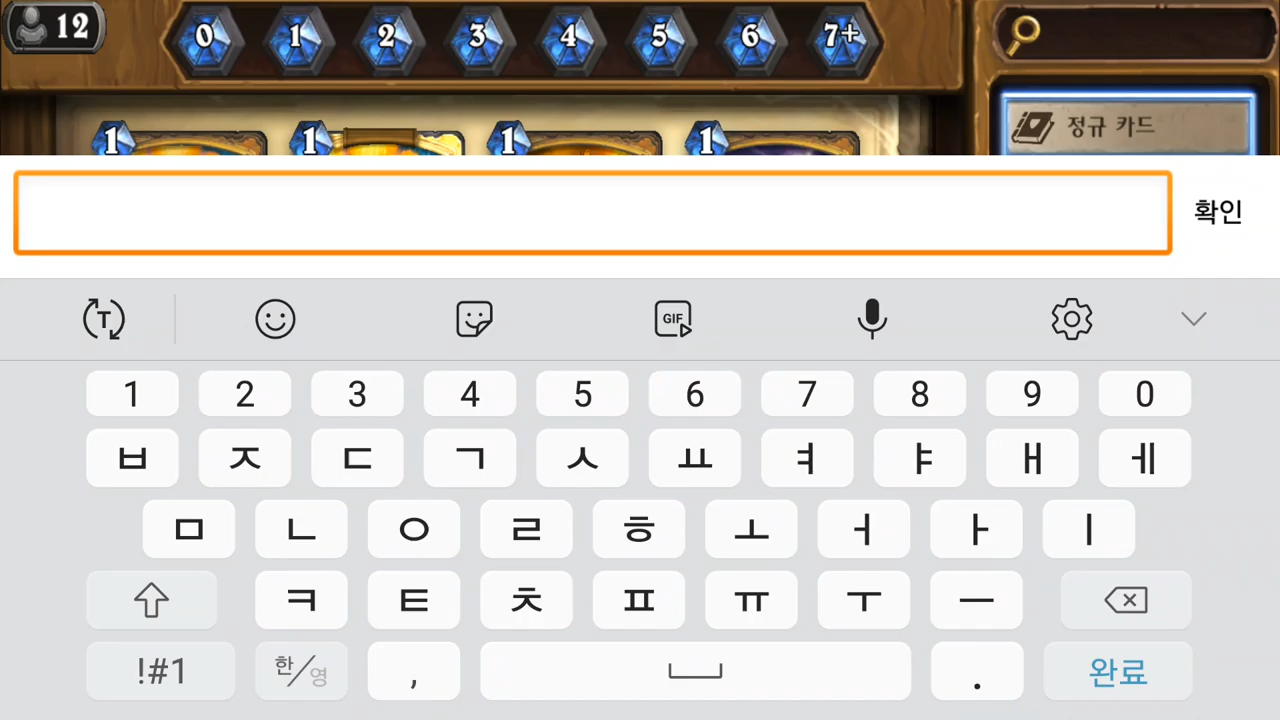 12 0 1 2 3 4 5 6 7+
정규 카드
1 1 1 1
확인
T GIF
1 2 3 4 5 6 7 8 9 0
ㅂ ㅈ ㄷ ㄱ ㅅ ㅛ ㅕ ㅑ ㅐ ㅔ
ㅁ ㄴ ㅇ ㄹ ㅎ ㅗ ㅓ ㅏ ㅣ
ㅋ ㅌ ㅊ ㅍ ㅠ ㅜ ㅡ
!#1 한/영 , . 완료